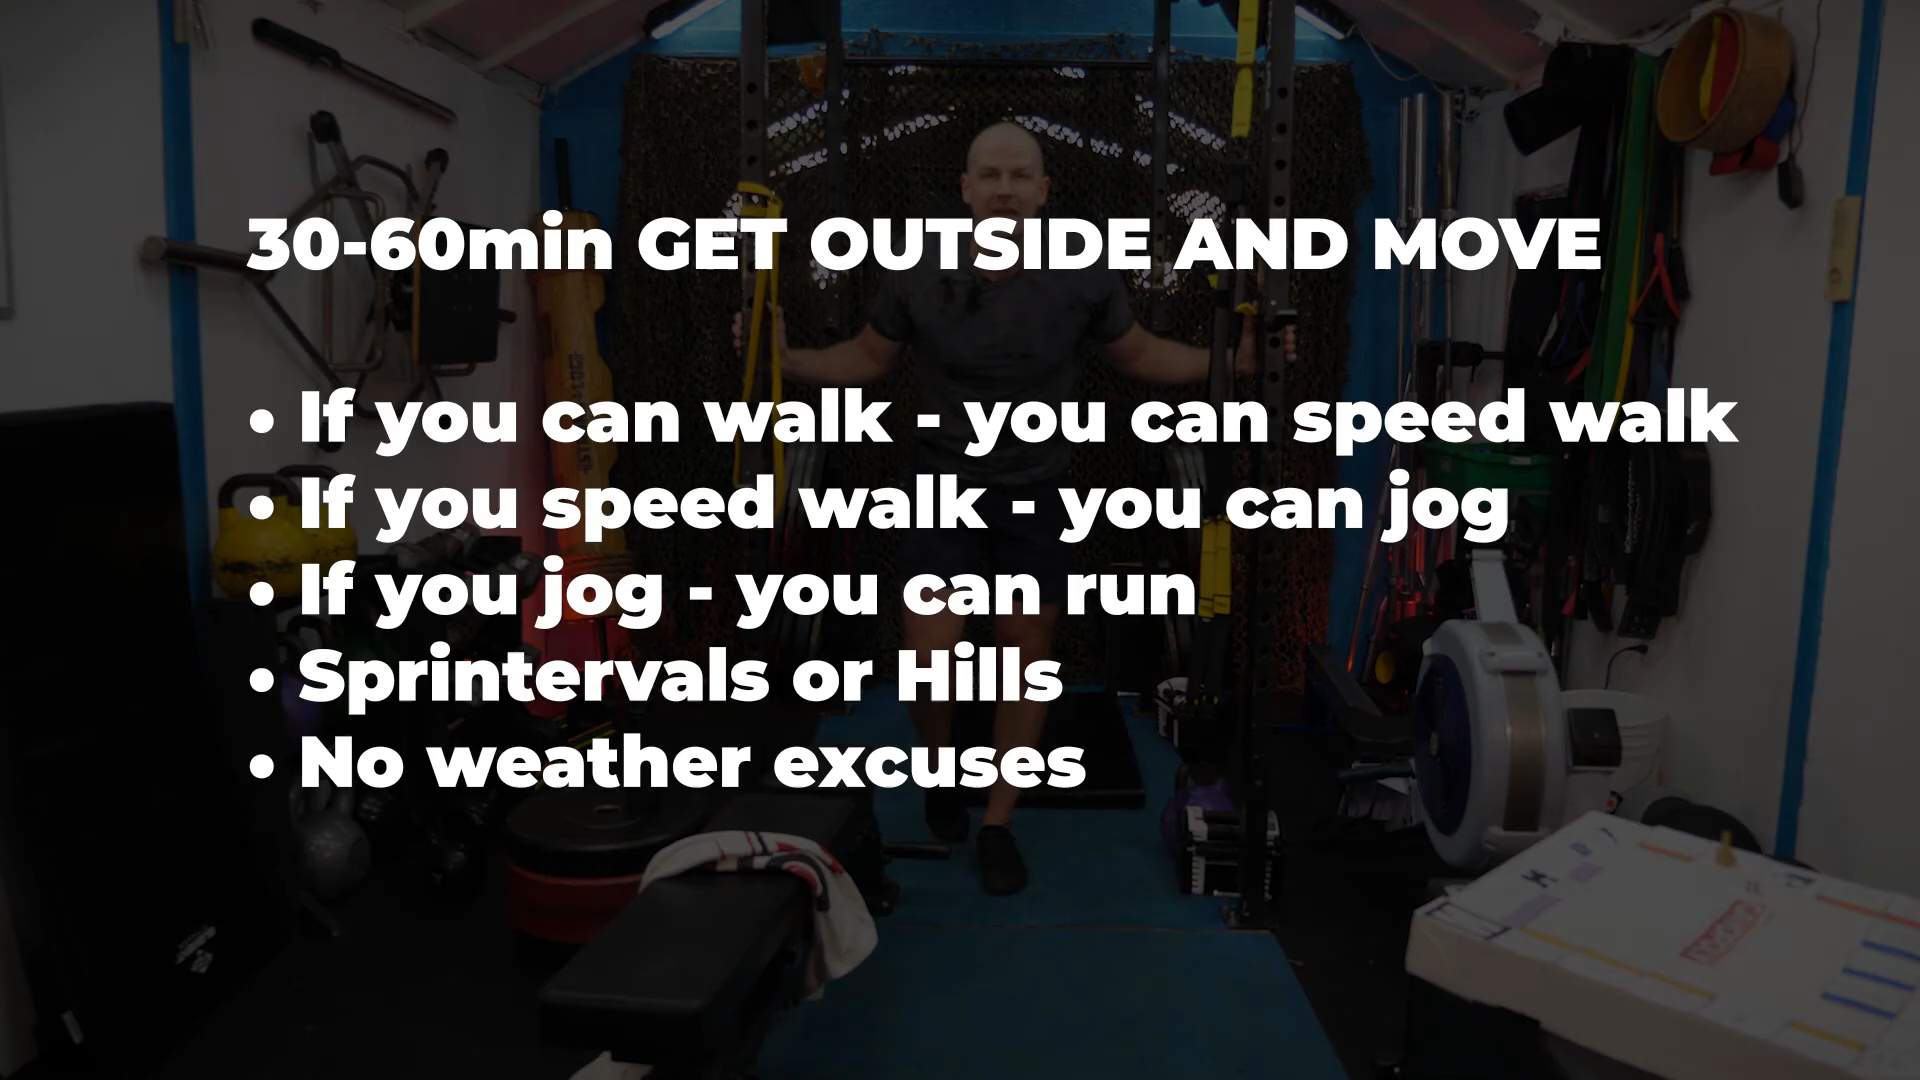 30-60min GET OUTSIDE AND MOVE
• If you can walk - you can speed walk
• If you speed walk - you can jog
• If you jog - you can run
• Sprintervals or Hills
• No weather excuses